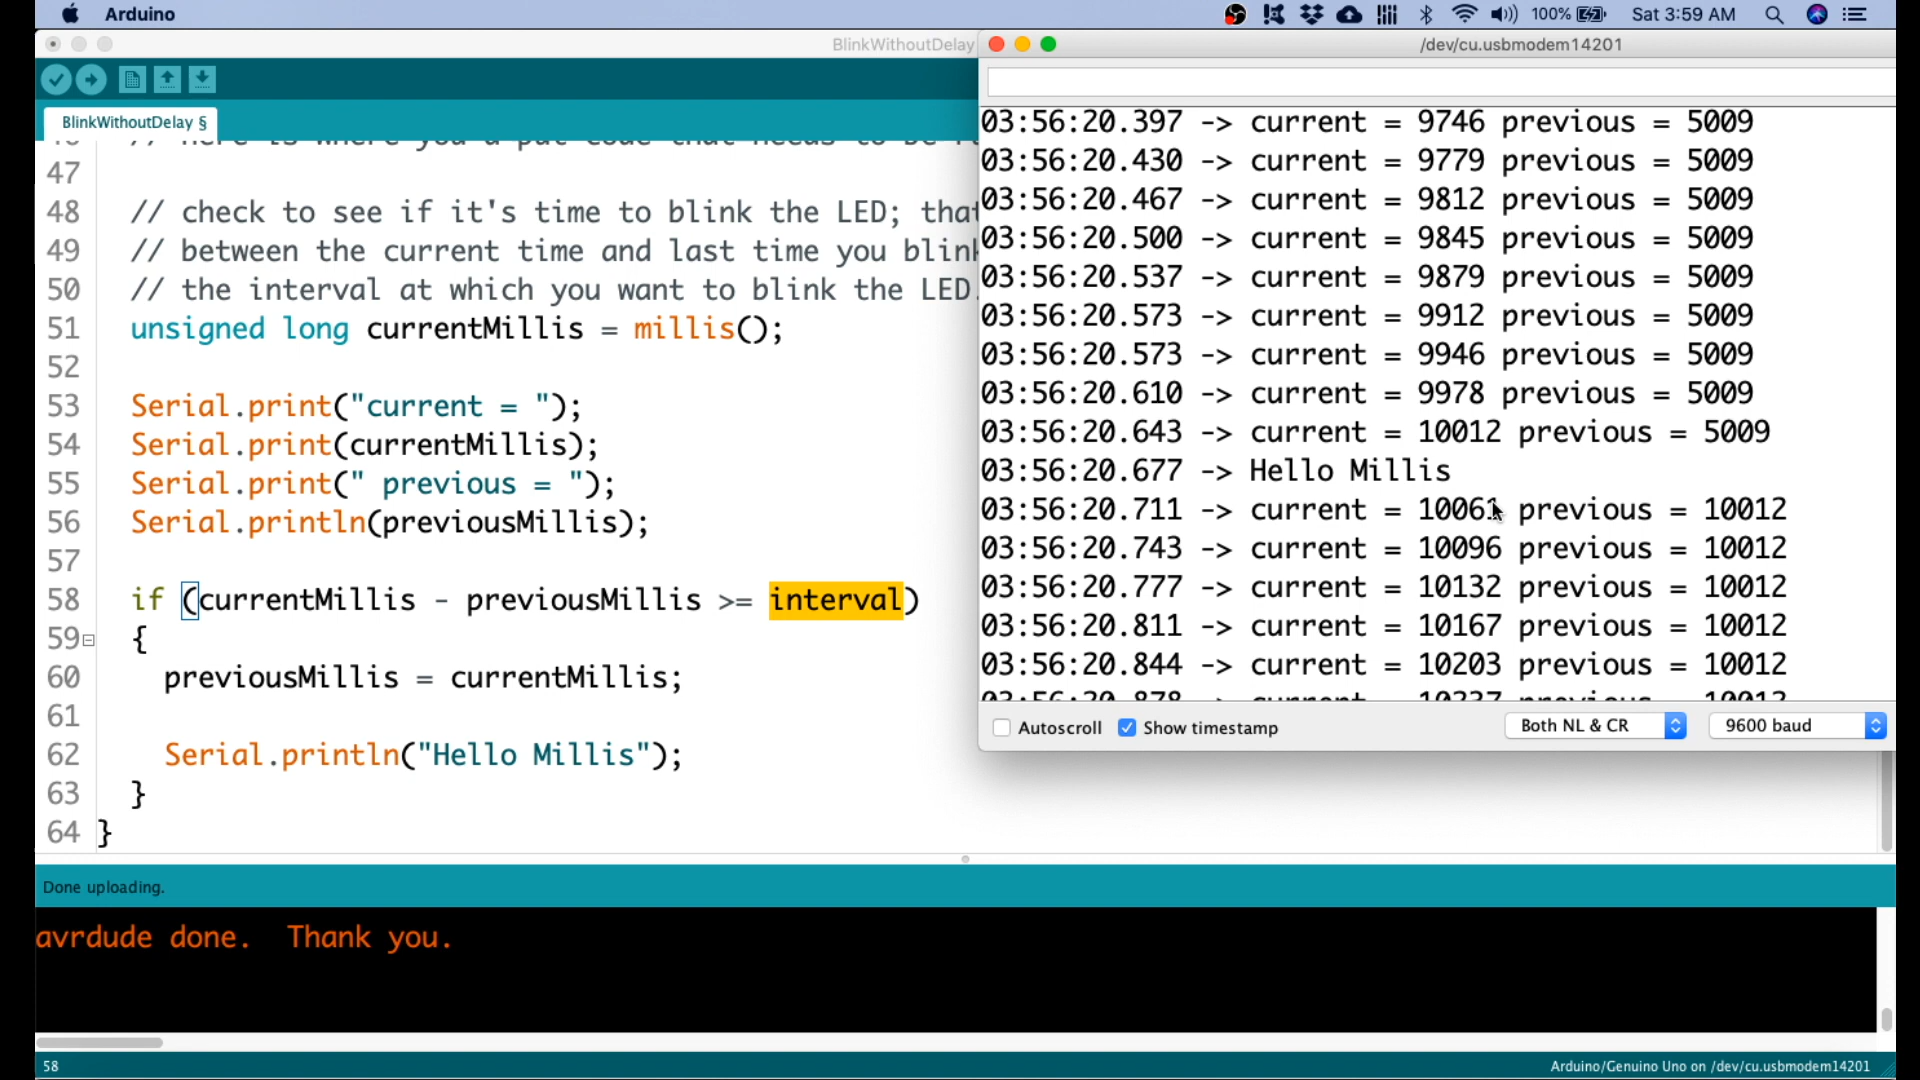 Arduino
100%
Sat 3:59 AM
BlinkWithoutDelay
/dev/cu.usbmodem14201
BlinkWithoutDelay §
47
48 // check to see if it's time to blink the LED; that
49 // between the current time and last time you blink
50 // the interval at which you want to blink the LED.
51 unsigned long currentMillis = millis();
52
53 Serial.print("current = ");
54 Serial.print(currentMillis);
55 Serial.print(" previous = ");
56 Serial.println(previousMillis);
57
58 if (currentMillis - previousMillis >= interval)
59 {
60 previousMillis = currentMillis;
61
62 Serial.println("Hello Millis");
63 }
64 }
03:56:20.397 -> current = 9746 previous = 5009
03:56:20.430 -> current = 9779 previous = 5009
03:56:20.467 -> current = 9812 previous = 5009
03:56:20.500 -> current = 9845 previous = 5009
03:56:20.537 -> current = 9879 previous = 5009
03:56:20.573 -> current = 9912 previous = 5009
03:56:20.573 -> current = 9946 previous = 5009
03:56:20.610 -> current = 9978 previous = 5009
03:56:20.643 -> current = 10012 previous = 5009
03:56:20.677 -> Hello Millis
03:56:20.711 -> current = 10061 previous = 10012
03:56:20.743 -> current = 10096 previous = 10012
03:56:20.777 -> current = 10132 previous = 10012
03:56:20.811 -> current = 10167 previous = 10012
03:56:20.844 -> current = 10203 previous = 10012
Autoscroll
Show timestamp
Both NL & CR
9600 baud
Done uploading.
avrdude done. Thank you.
58
Arduino/Genuino Uno on /dev/cu.usbmodem14201